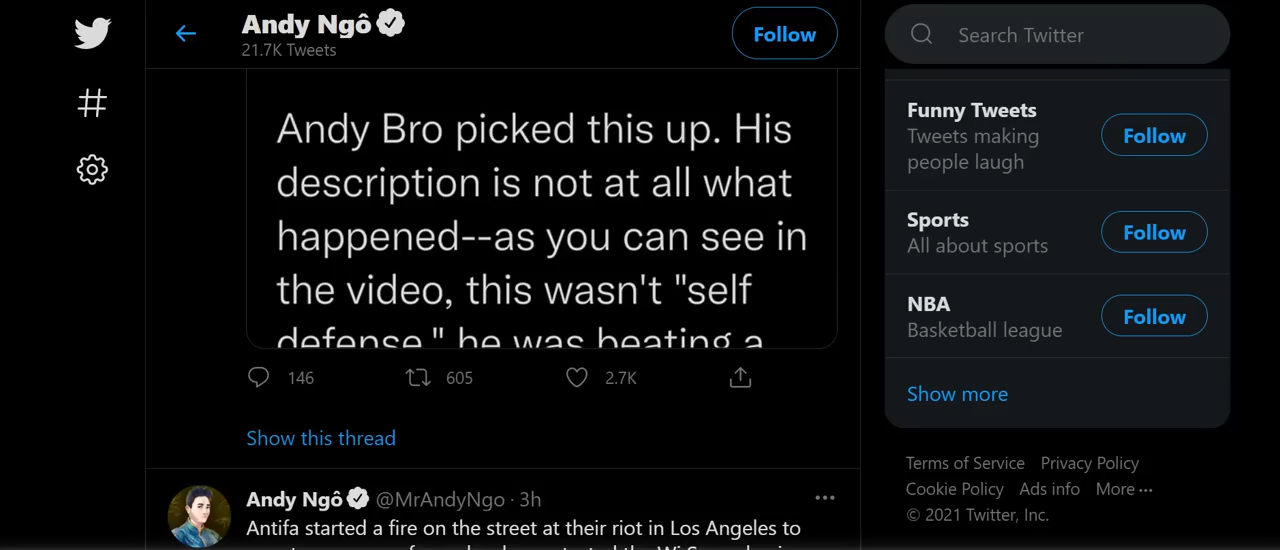 Andy Ngô
21.7K Tweets
Follow
Andy Bro picked this up. His
description is not at all what
happened--as you can see in
the video, this wasn't "self
defense," he was beating a
146 605 2.7K
Show this thread
Andy Ngô @MrAndyNgo · 3h
Antifa started a fire on the street at their riot in Los Angeles to
Search Twitter
Funny Tweets
Tweets making
people laugh
Follow
Sports
All about sports
Follow
NBA
Basketball league
Follow
Show more
Terms of Service Privacy Policy
Cookie Policy Ads info More ···
© 2021 Twitter, Inc.